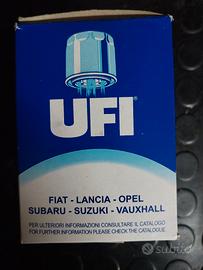 UFI®
FIAT - LANCIA - OPEL
SUBARU - SUZUKI - VAUXHALL
PER ULTERIORI INFORMAZIONI CONSULTARE IL CATALOGO
FOR FURTHER INFORMATION PLEASE CHECK THE CATALOGUE
subito